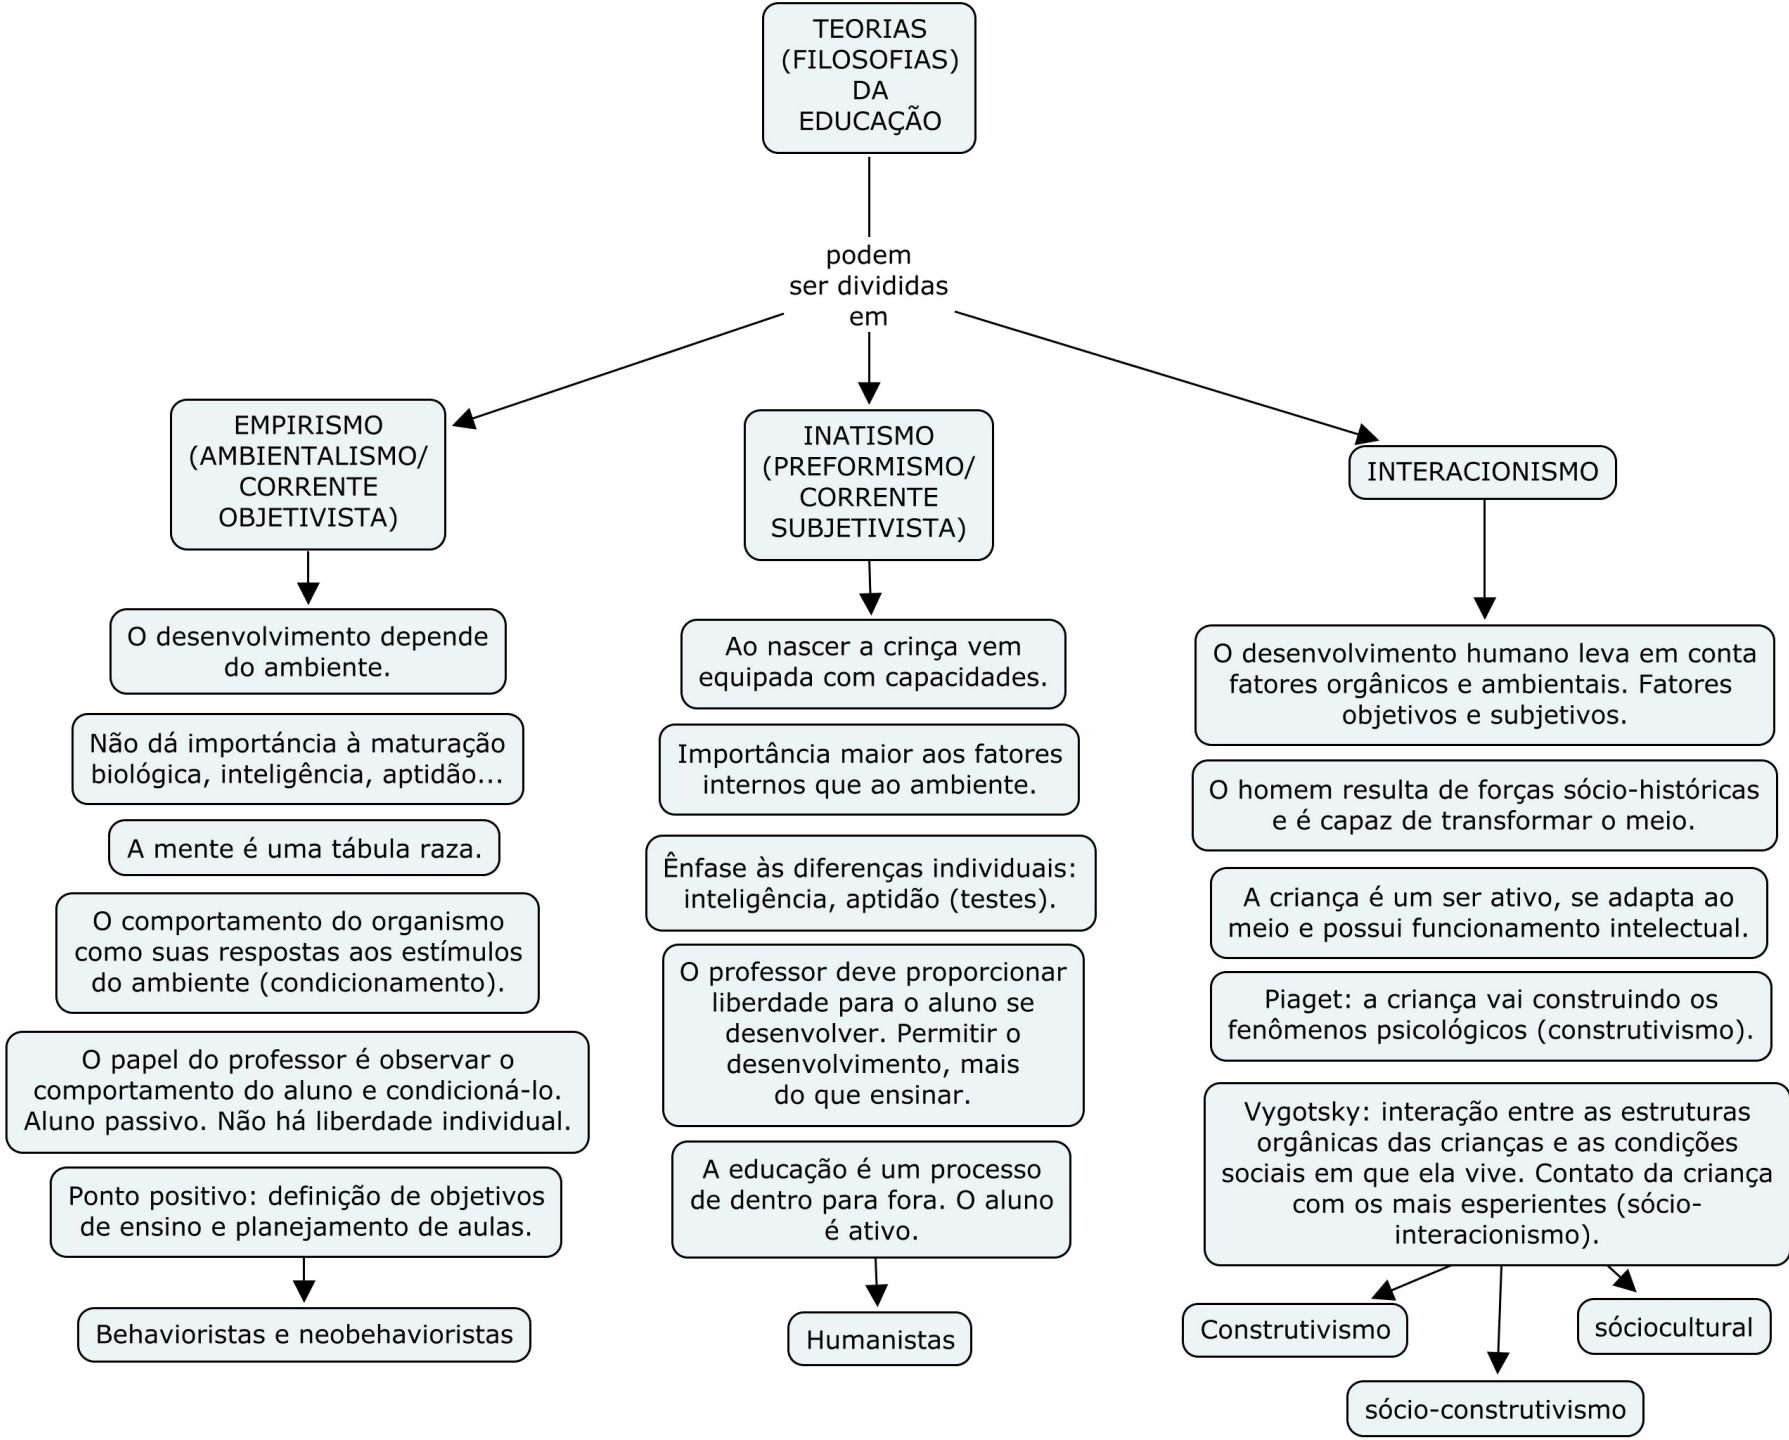 TEORIAS
(FILOSOFIAS)
DA
EDUCAÇÃO
podem
ser divididas
em
EMPIRISMO
(AMBIENTALISMO/
CORRENTE
OBJETIVISTA)
O desenvolvimento depende
do ambiente.
Não dá importáncia à maturação
biológica, inteligência, aptidão...
A mente é uma tábula raza.
O comportamento do organismo
como suas respostas aos estímulos
do ambiente (condicionamento).
O papel do professor é observar o
comportamento do aluno e condicioná-lo.
Aluno passivo. Não há liberdade individual.
Ponto positivo: definição de objetivos
de ensino e planejamento de aulas.
Behavioristas e neobehavioristas
INATISMO
(PREFORMISMO/
CORRENTE
SUBJETIVISTA)
Ao nascer a crinça vem
equipada com capacidades.
Importância maior aos fatores
internos que ao ambiente.
Ênfase às diferenças individuais:
inteligência, aptidão (testes).
O professor deve proporcionar
liberdade para o aluno se
desenvolver. Permitir o
desenvolvimento, mais
do que ensinar.
A educação é um processo
de dentro para fora. O aluno
é ativo.
Humanistas
INTERACIONISMO
O desenvolvimento humano leva em conta
fatores orgânicos e ambientais. Fatores
objetivos e subjetivos.
O homem resulta de forças sócio-históricas
e é capaz de transformar o meio.
A criança é um ser ativo, se adapta ao
meio e possui funcionamento intelectual.
Piaget: a criança vai construindo os
fenômenos psicológicos (construtivismo).
Vygotsky: interação entre as estruturas
orgânicas das crianças e as condições
sociais em que ela vive. Contato da criança
com os mais esperientes (sócio-
interacionismo).
Construtivismo
sóciocultural
sócio-construtivismo